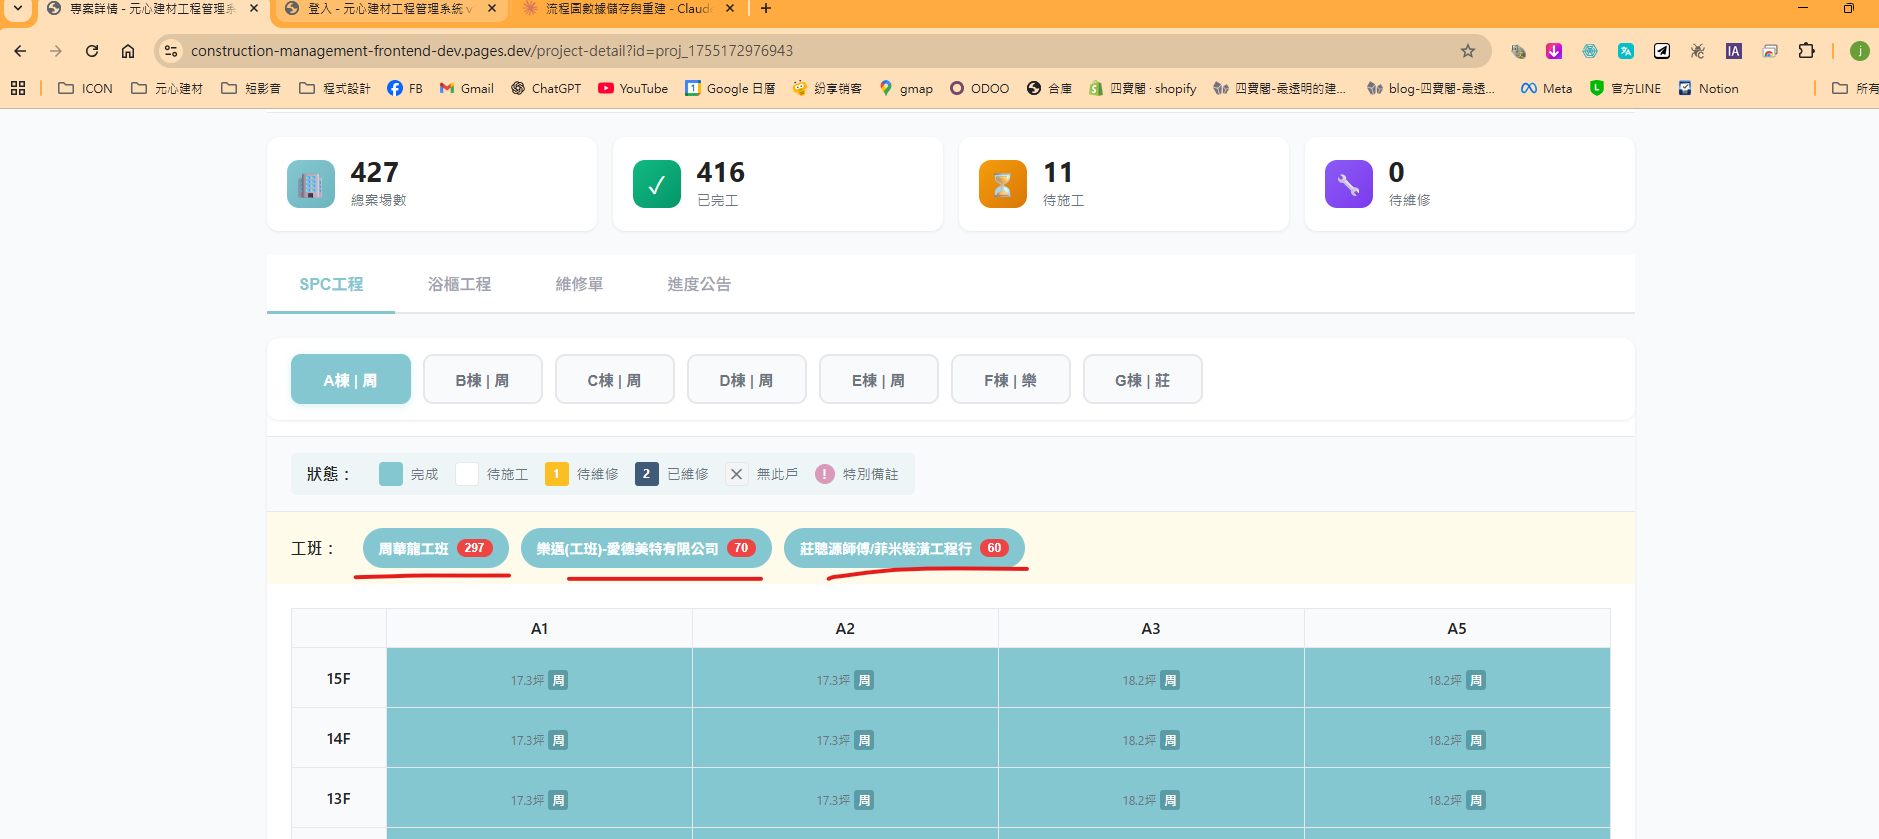 專案詳情 - 元心建材工程管理系
登入 - 元心建材工程管理系統 v
流程圖數據儲存與重建 - Claude
construction-management-frontend-dev.pages.dev/project-detail?id=proj_1755172976943
ICON 元心建材 短影音 程式設計 FB Gmail ChatGPT YouTube Google 日曆 紛享銷客 gmap ODOO 合庫 四寶閣 · shopify 四寶閣-最透明的建... blog-四寶閣-最透... Meta 官方LINE Notion 所有
427
總案場數
416
已完工
11
待施工
0
待維修
SPC工程 浴櫃工程 維修單 進度公告
A棟 | 周 B棟 | 周 C棟 | 周 D棟 | 周 E棟 | 周 F棟 | 樂 G棟 | 莊
狀態： 完成 待施工 1 待維修 2 已維修 無此戶 ! 特別備註
工班： 周華龍工班 297 樂邁(工班)-愛德美特有限公司 70 莊聰源師傅/菲米裝潢工程行 60
A1 A2 A3 A5
15F 17.3坪 周 17.3坪 周 18.2坪 周 18.2坪 周
14F 17.3坪 周 17.3坪 周 18.2坪 周 18.2坪 周
13F 17.3坪 周 17.3坪 周 18.2坪 周 18.2坪 周